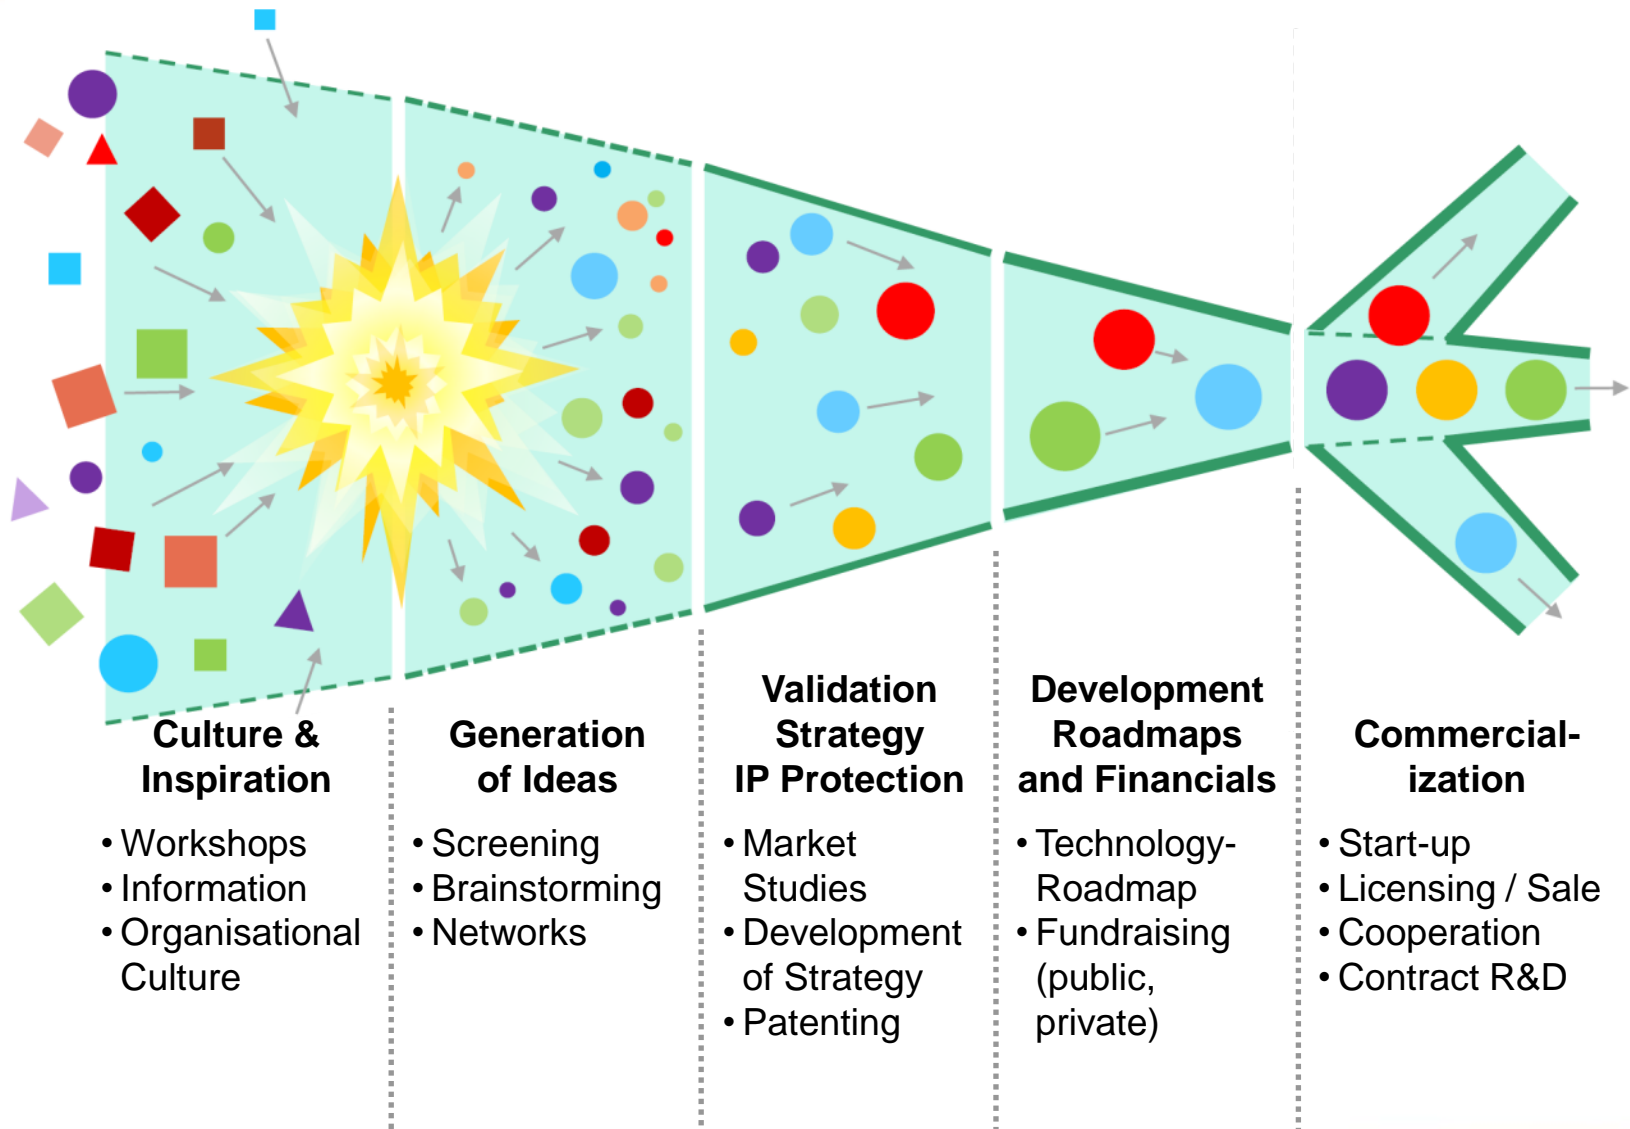 Culture &
Inspiration
• Workshops
• Information
• Organisational
Culture
Generation
of Ideas
• Screening
• Brainstorming
• Networks
Validation
Strategy
IP Protection
• Market
Studies
• Development
of Strategy
• Patenting
Development
Roadmaps
and Financials
• Technology-
Roadmap
• Fundraising
(public,
private)
Commercial-
ization
• Start-up
• Licensing / Sale
• Cooperation
• Contract R&D